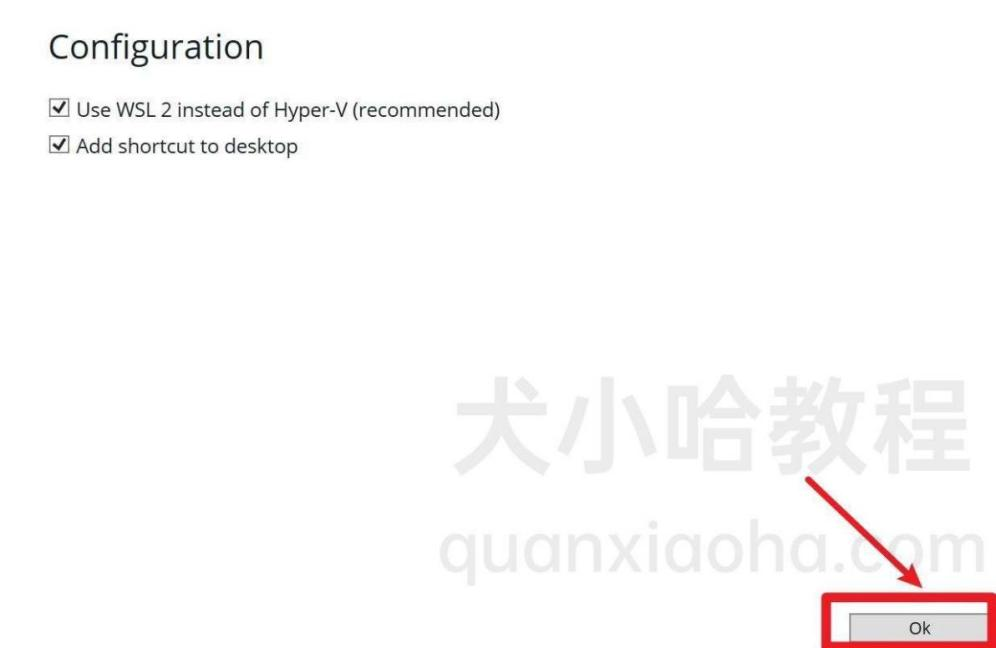 Configuration
Use WSL 2 instead of Hyper-V (recommended)
Add shortcut to desktop
犬小哈教程
quanxiaoha.com
Ok